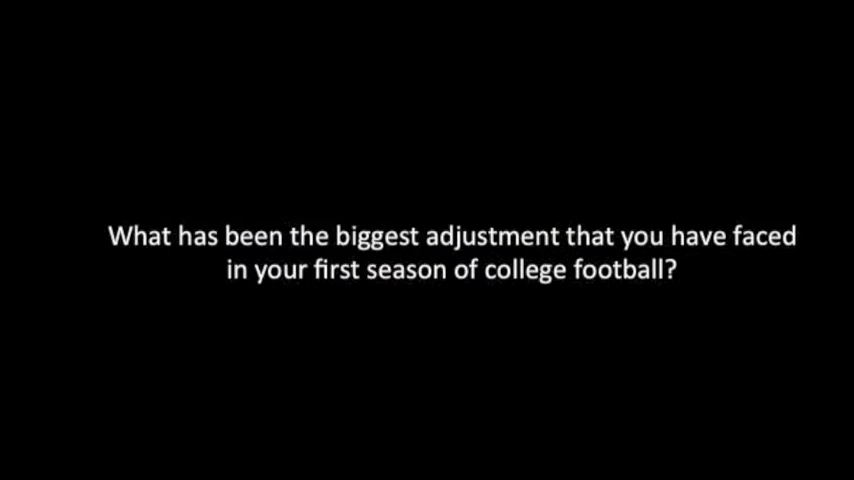 What has been the biggest adjustment that you have faced
in your first season of college football?